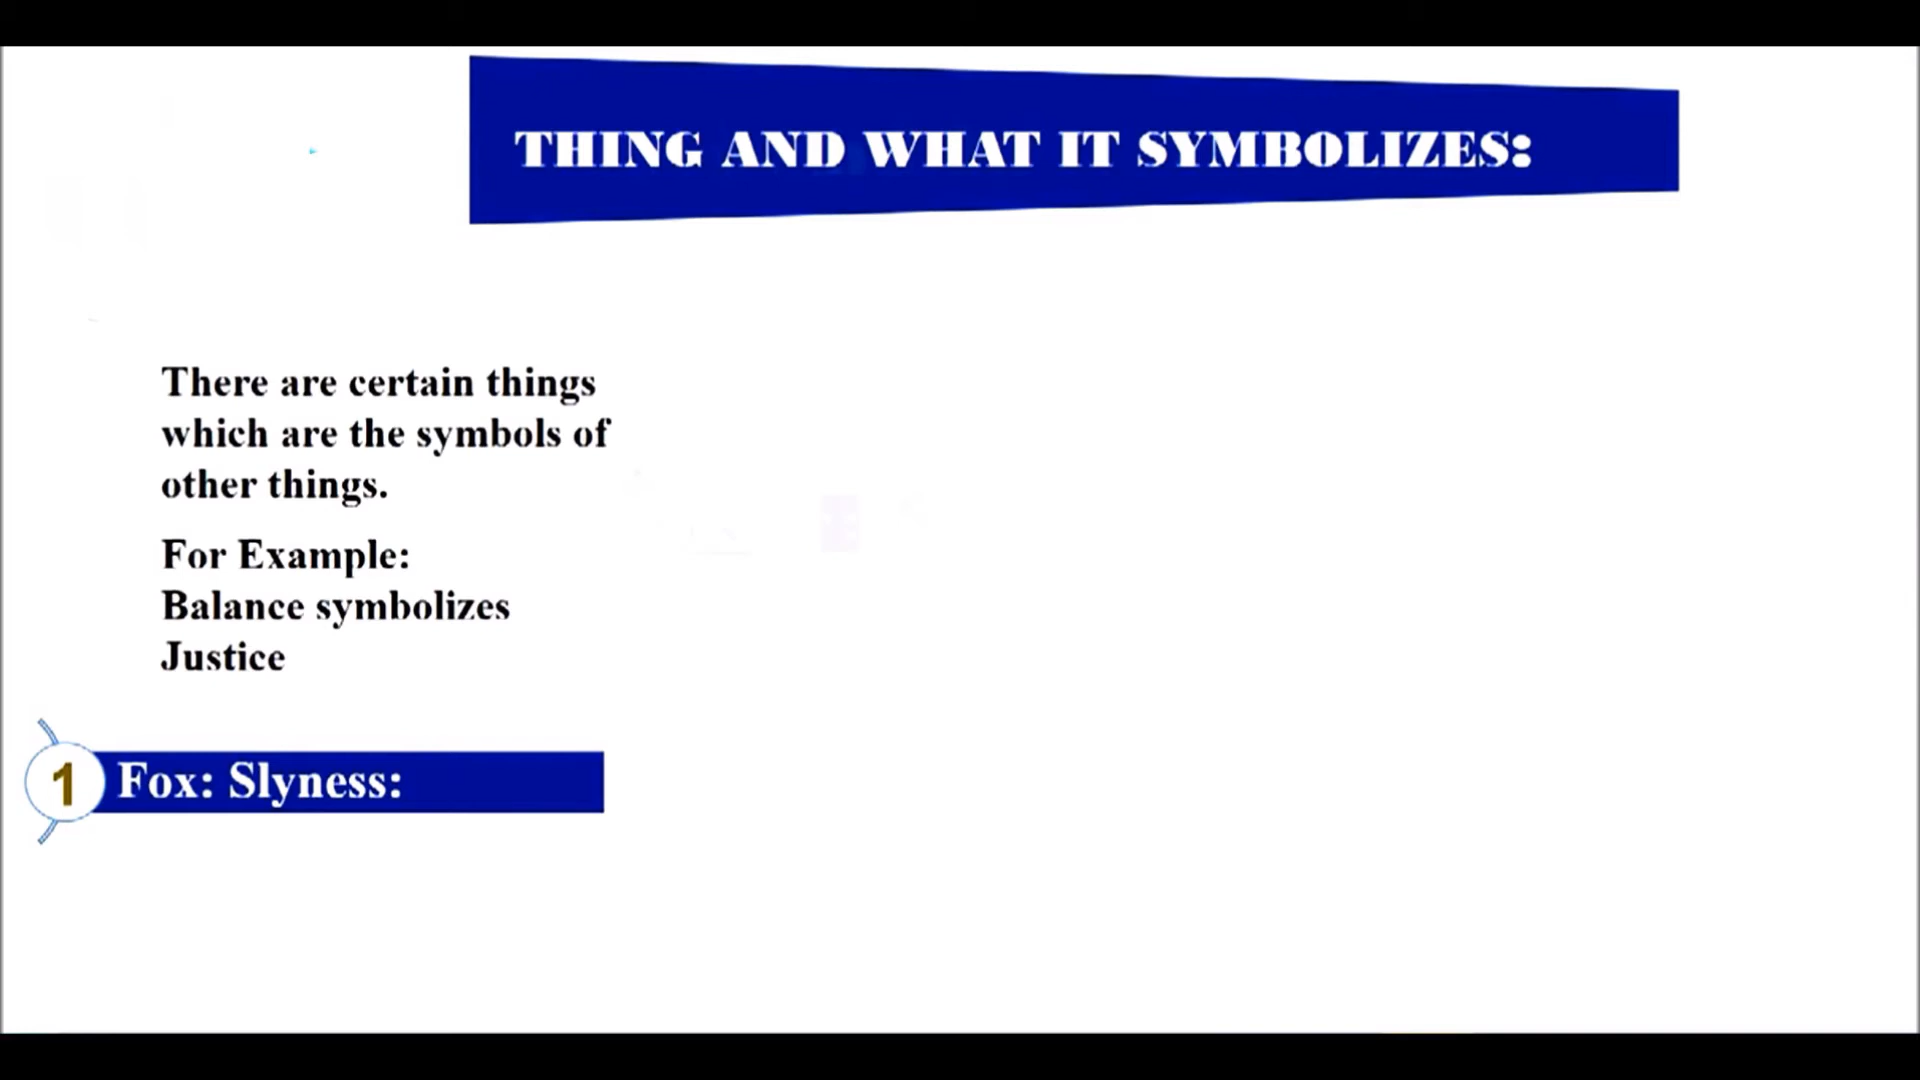 THING AND WHAT IT SYMBOLIZES:
There are certain things
which are the symbols of
other things.
For Example:
Balance symbolizes
Justice
1 Fox: Slyness: